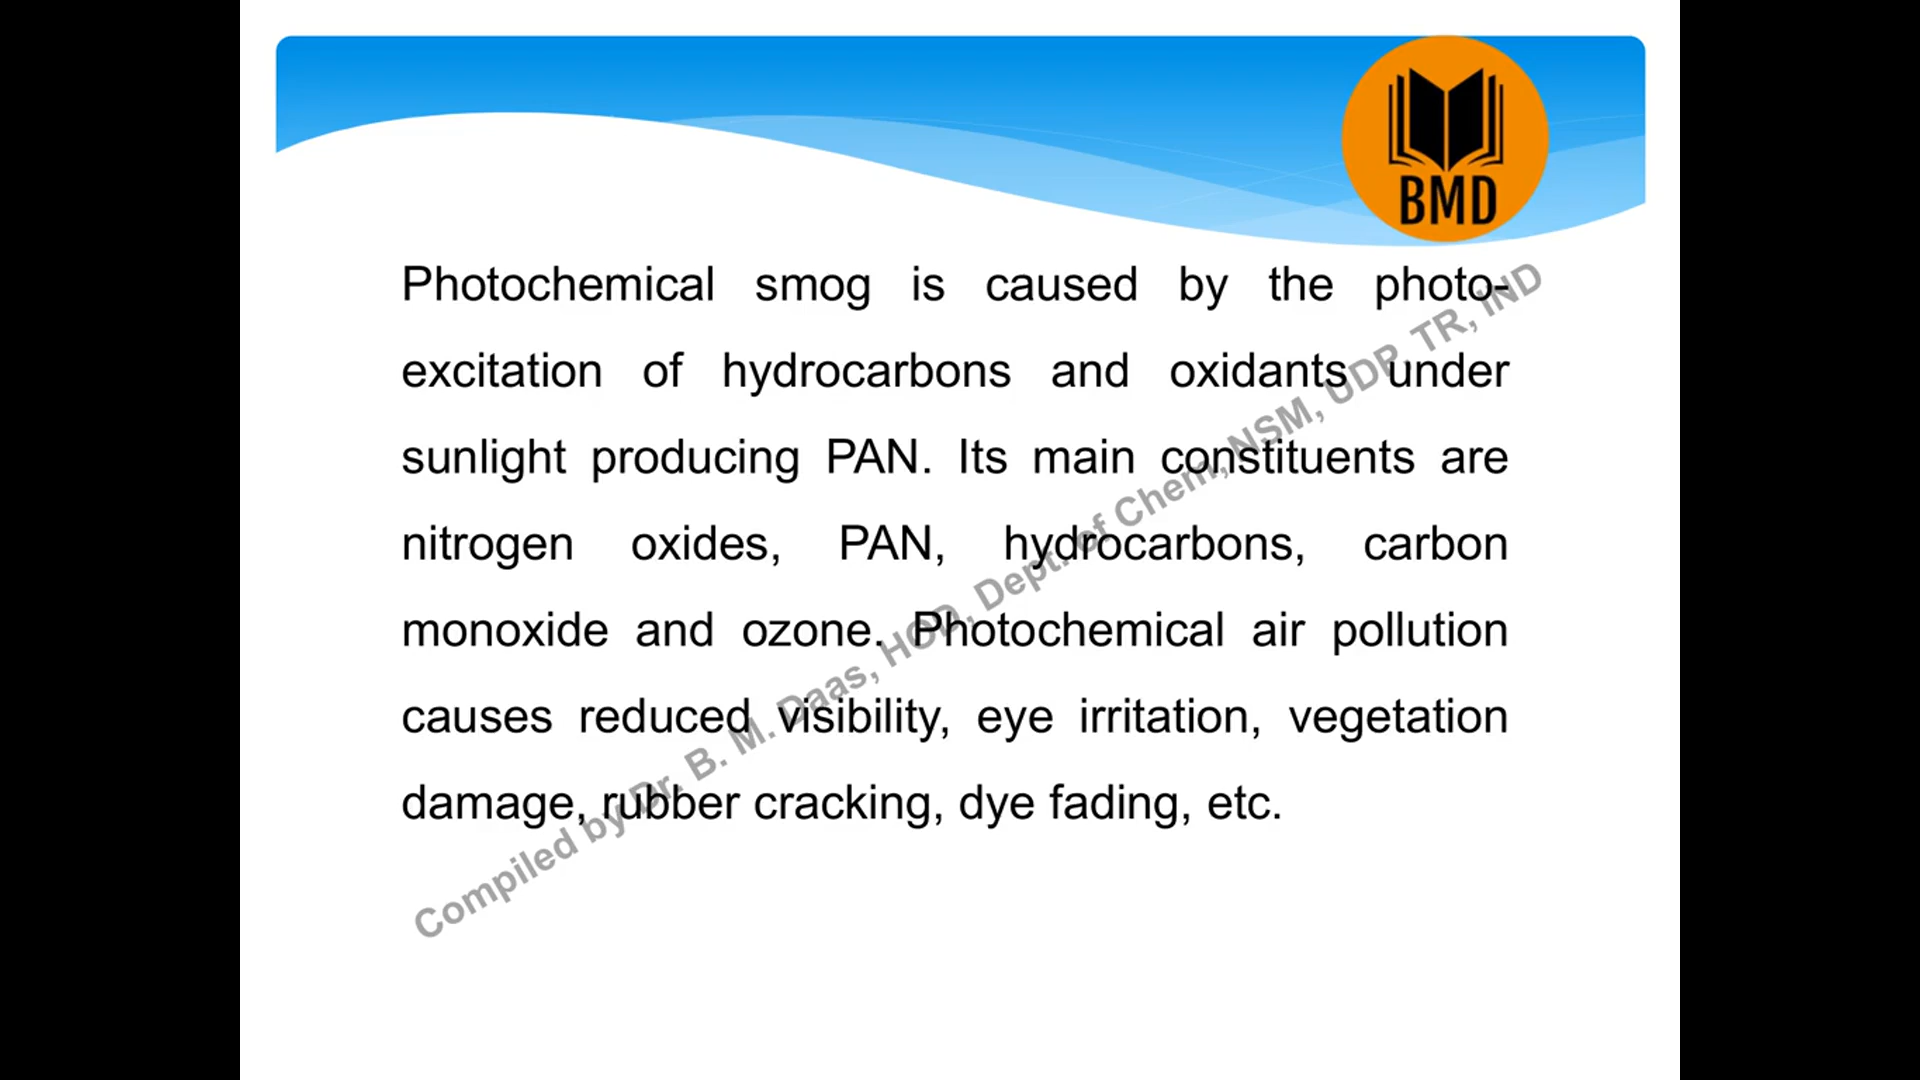 BMD
Photochemical smog is caused by the photo-
excitation of hydrocarbons and oxidants under
sunlight producing PAN. Its main constituents are
nitrogen oxides, PAN, hydrocarbons, carbon
monoxide and ozone. Photochemical air pollution
causes reduced visibility, eye irritation, vegetation
damage, rubber cracking, dye fading, etc.
Compiled by Dr. B. M. Daas, HOD, Dept. of Chem, NSM, UDP, TR, IND